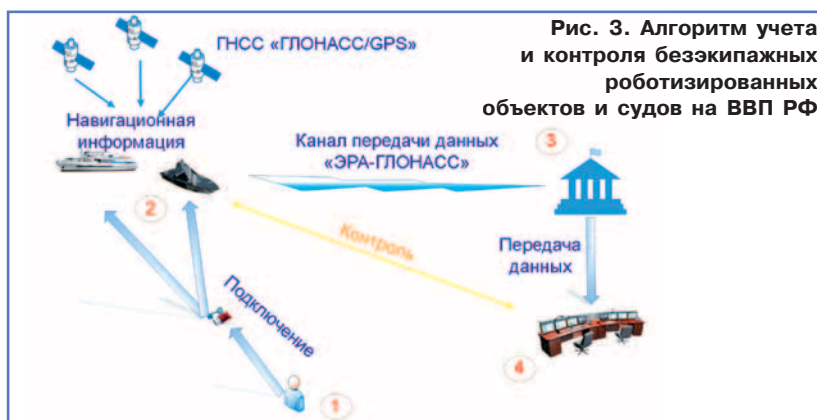 ГНСС «ГЛОНАСС/GPS»
Рис. 3. Алгоритм учета
и контроля безэкипажных
роботизированных
объектов и судов на ВВП РФ
Навигационная
информация
Канал передачи данных
«ЭРА-ГЛОНАСС»
3
2
Контроль
Передача
данных
Подключение
4
1